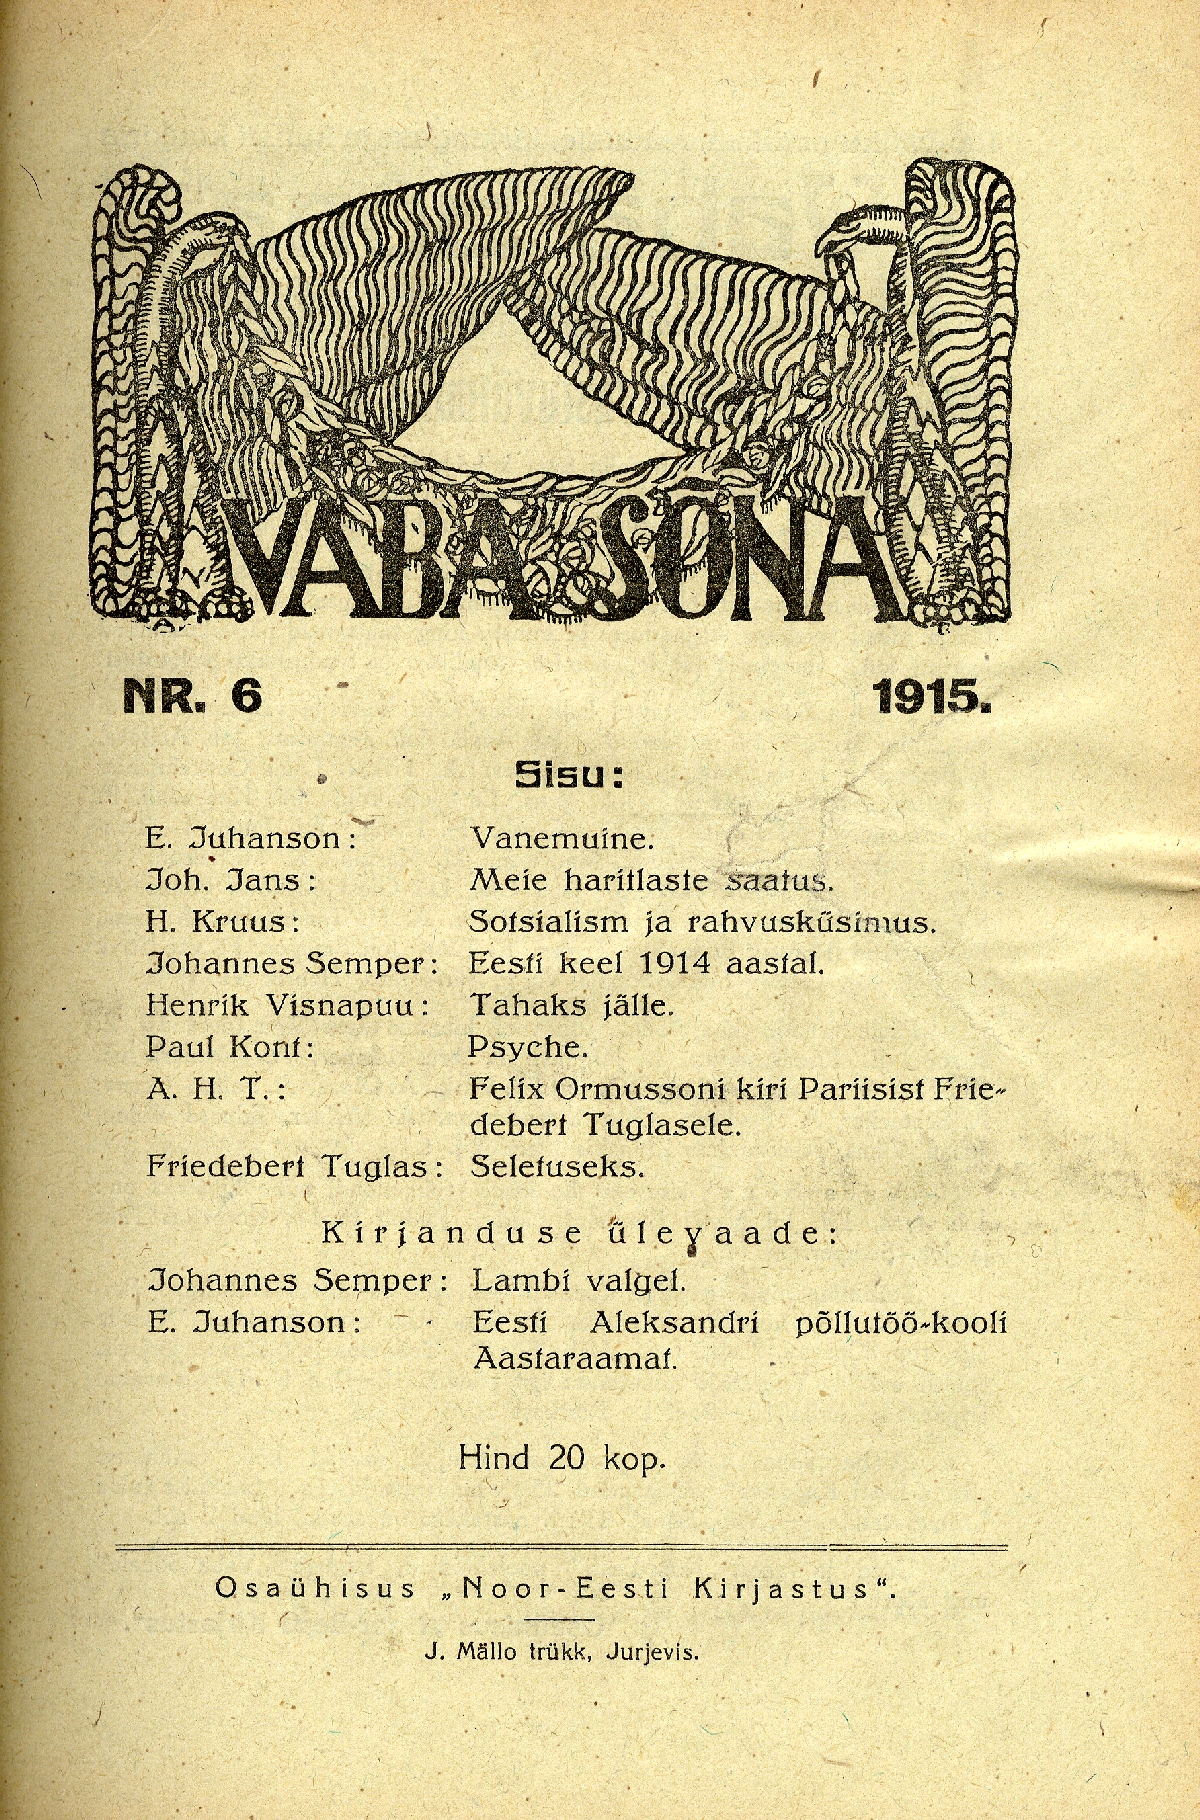 VABA SÕNA
NR. 6 1915.
Sisu:
E. Juhanson: Vanemuine.
Joh. Jans: Meie haritlaste saatus.
H. Kruus: Sotsialism ja rahvusküsimus.
Johannes Semper: Eesti keel 1914 aastal.
Henrik Visnapuu: Tahaks jälle.
Paul Kont: Psyche.
A. H. T.: Felix Ormussoni kiri Pariisist Frie-
debert Tuglasele.
Friedebert Tuglas: Seletuseks.
Kirjanduse ülevaade:
Johannes Semper: Lambi valgel.
E. Juhanson: Eesti Aleksandri põllutöö-kooli
Aastaraamat.
Hind 20 kop.
Osaühisus „Noor-Eesti Kirjastus“.
J. Mällo trükk, Jurjevis.